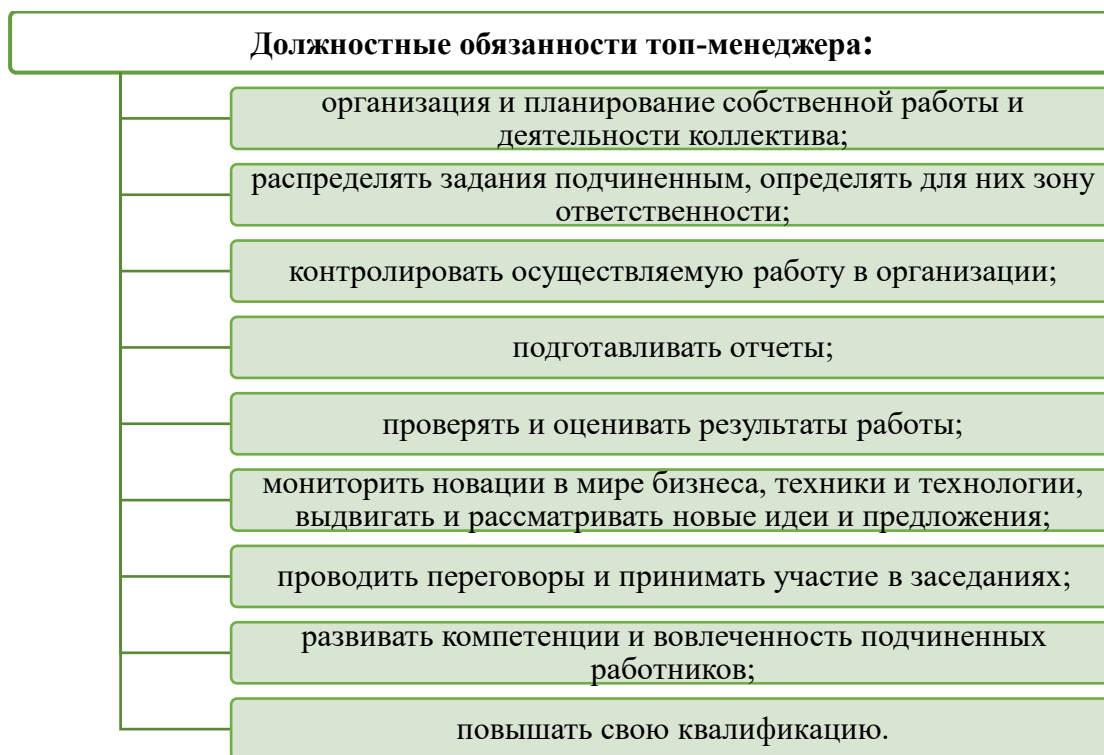 Должностные обязанности топ-менеджера:
организация и планирование собственной работы и
деятельности коллектива;
распределять задания подчиненным, определять для них зону
ответственности;
контролировать осуществляемую работу в организации;
подготавливать отчеты;
проверять и оценивать результаты работы;
мониторить новации в мире бизнеса, техники и технологии,
выдвигать и рассматривать новые идеи и предложения;
проводить переговоры и принимать участие в заседаниях;
развивать компетенции и вовлеченность подчиненных
работников;
повышать свою квалификацию.